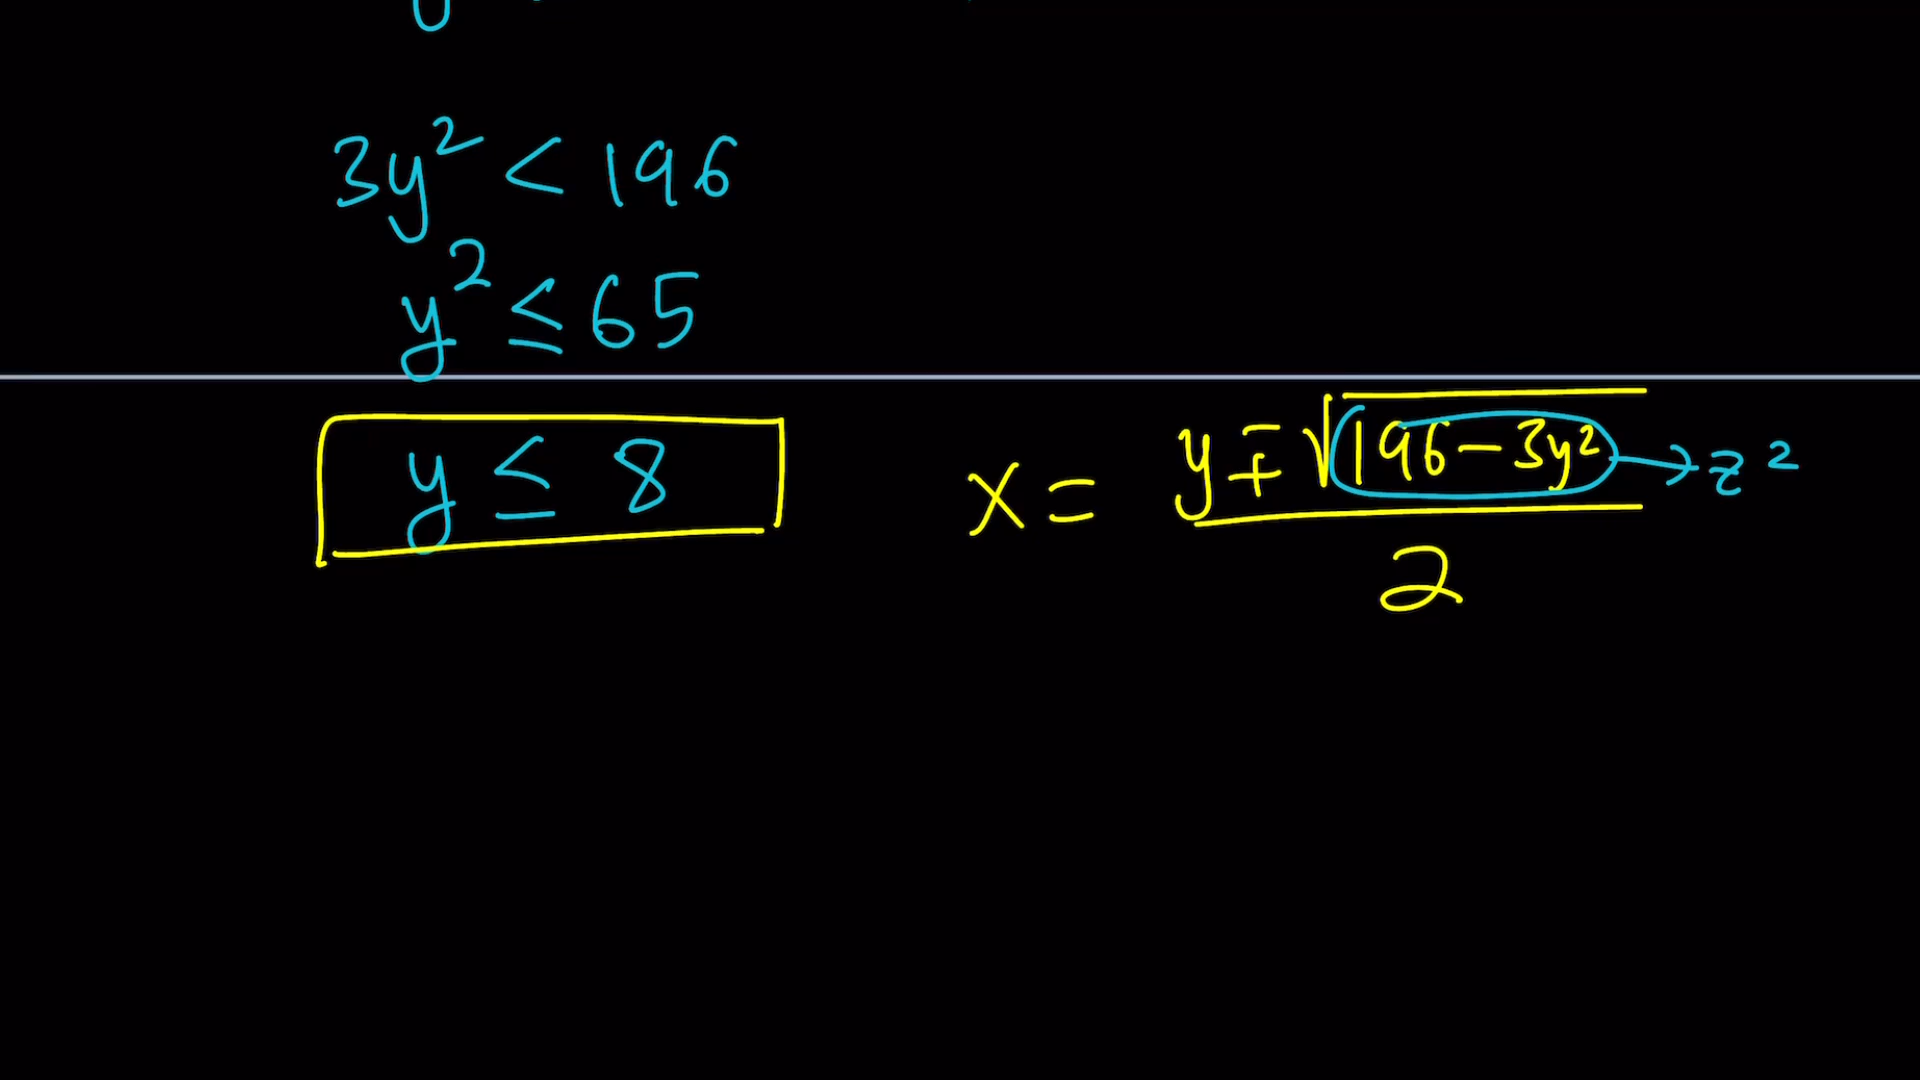 3y² < 196
y² ≤ 65
y ≤ 8
x = (y ∓ √(196 − 3y²)) / 2 → z²